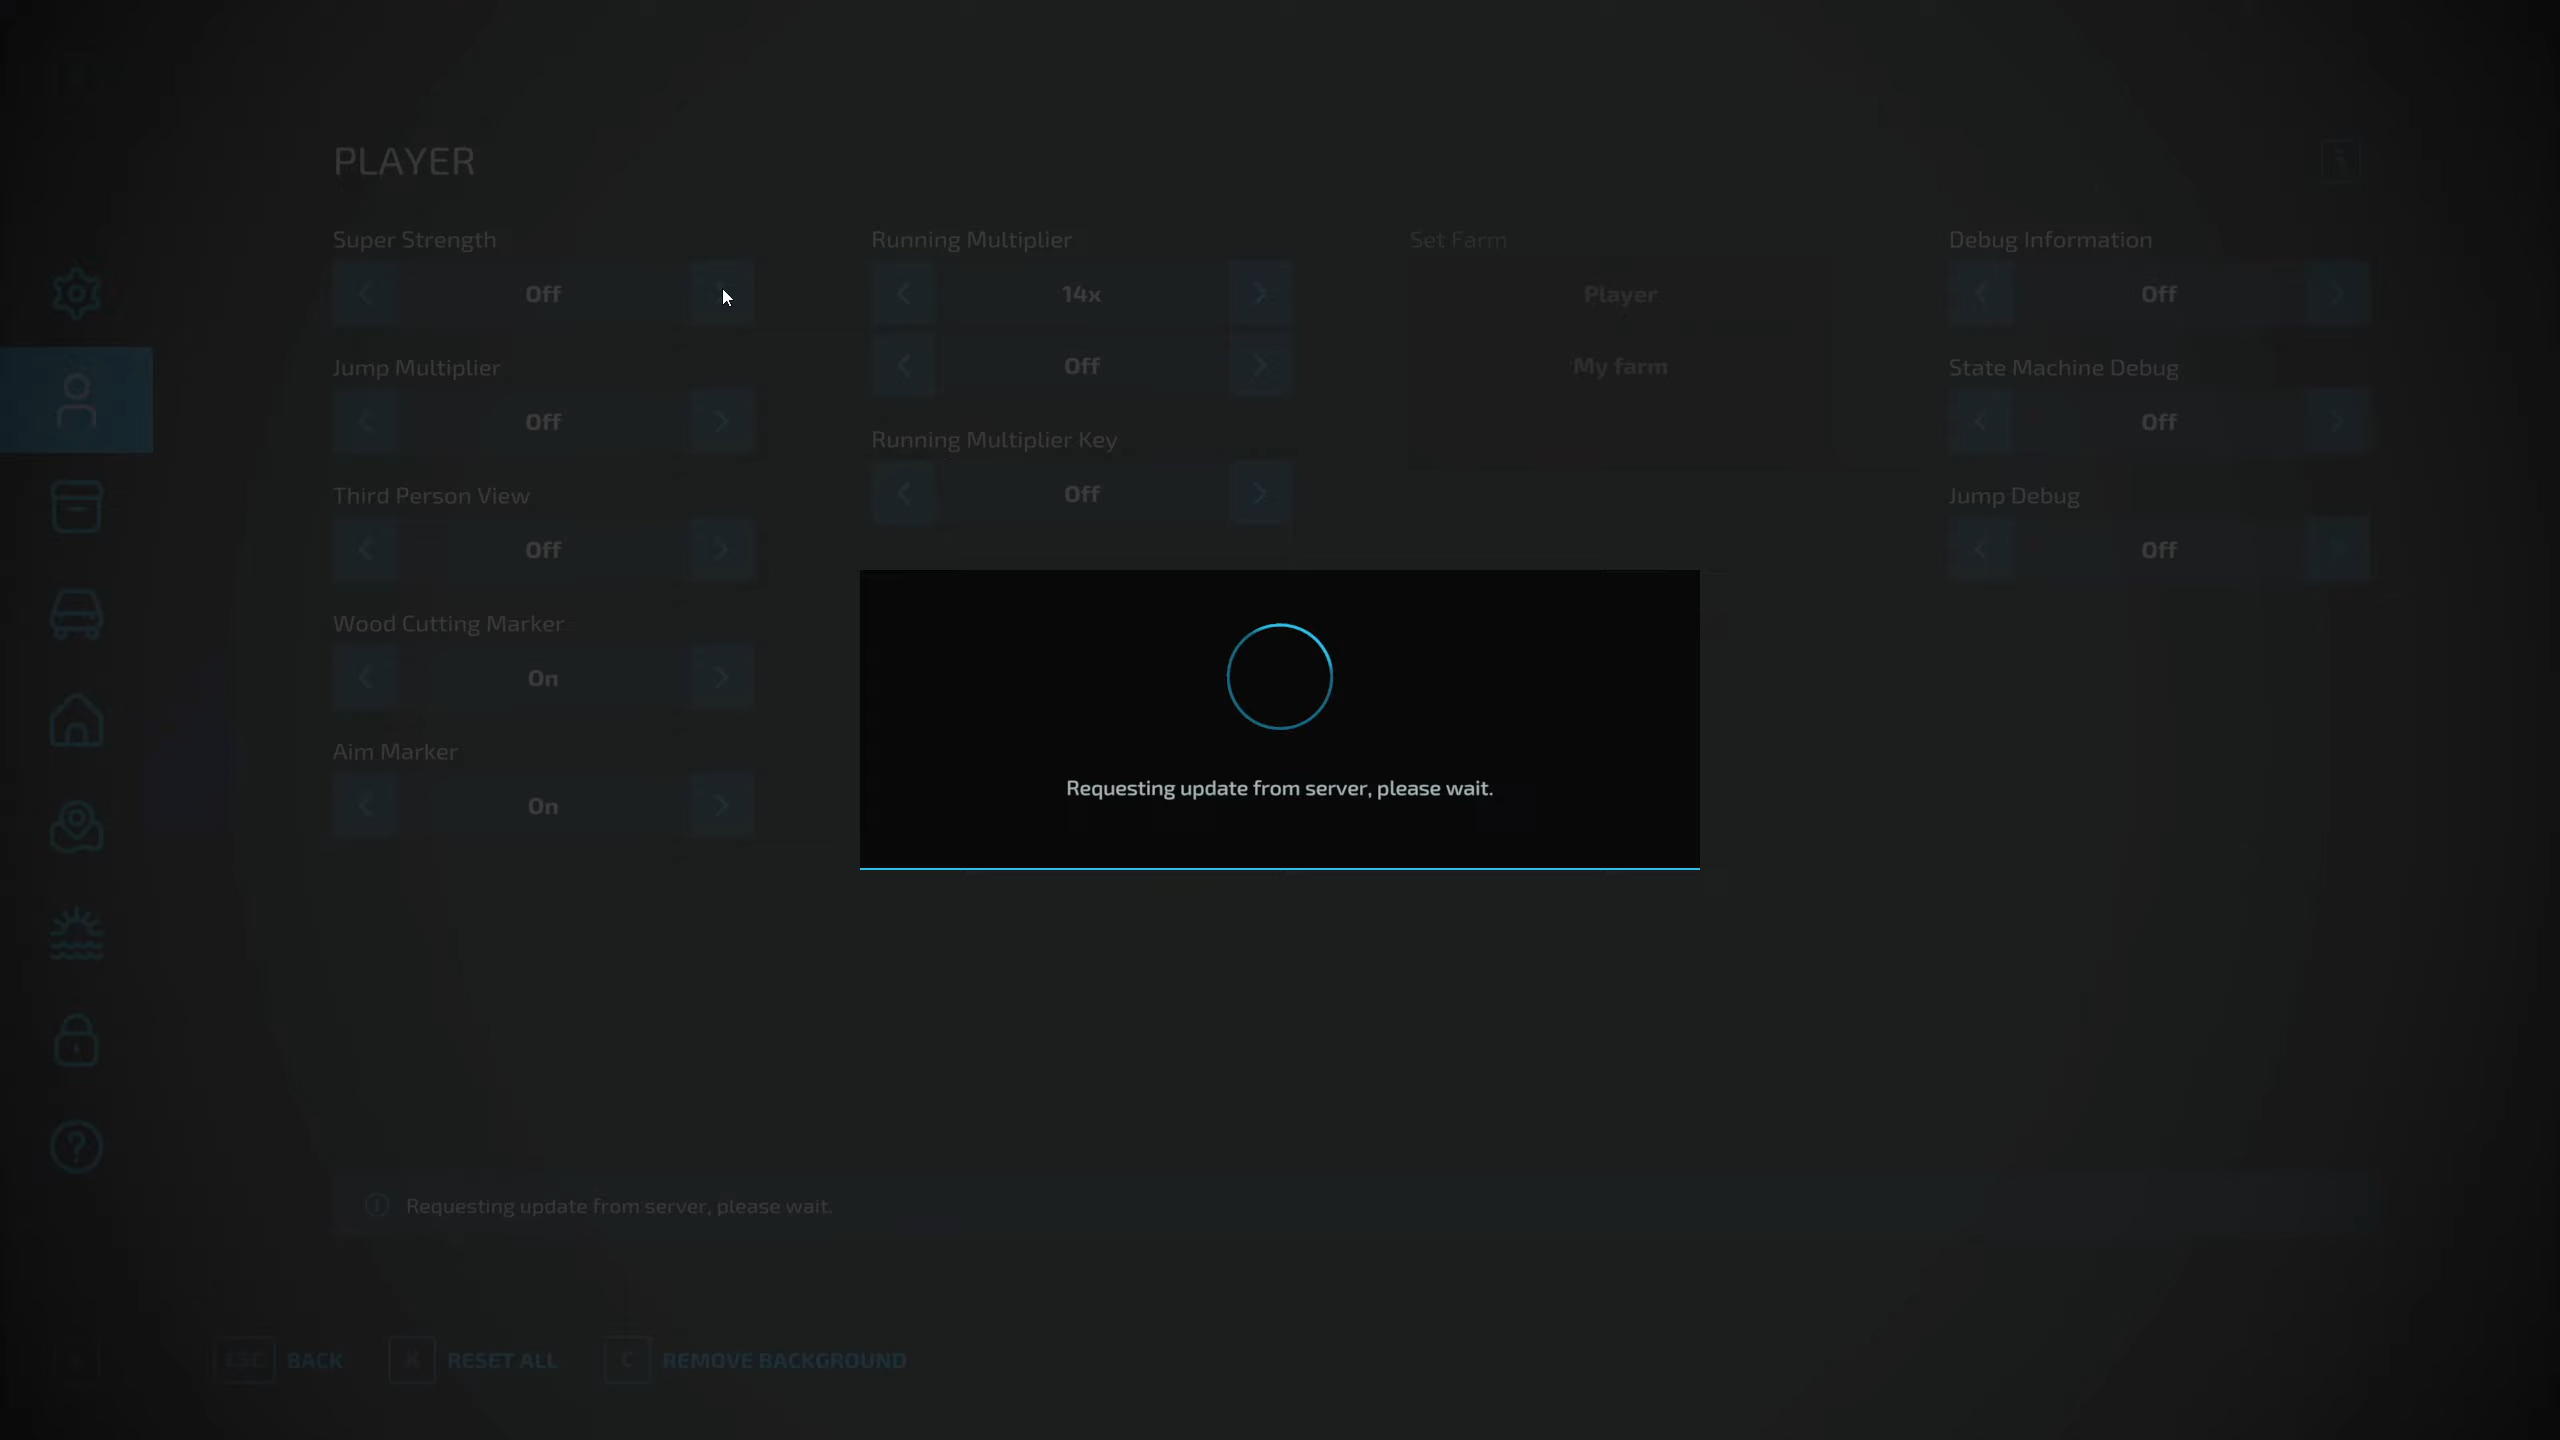 PLAYER
Super Strength
Off
Jump Multiplier
Off
Third Person View
Off
Wood Cutting Marker
On
Aim Marker
On
Running Multiplier
14x
Off
Running Multiplier Key
Off
Set Farm
Player
My farm
Debug Information
Off
State Machine Debug
Off
Jump Debug
Off
Requesting update from server, please wait.
Requesting update from server, please wait.
ESC BACK
X RESET ALL
C REMOVE BACKGROUND